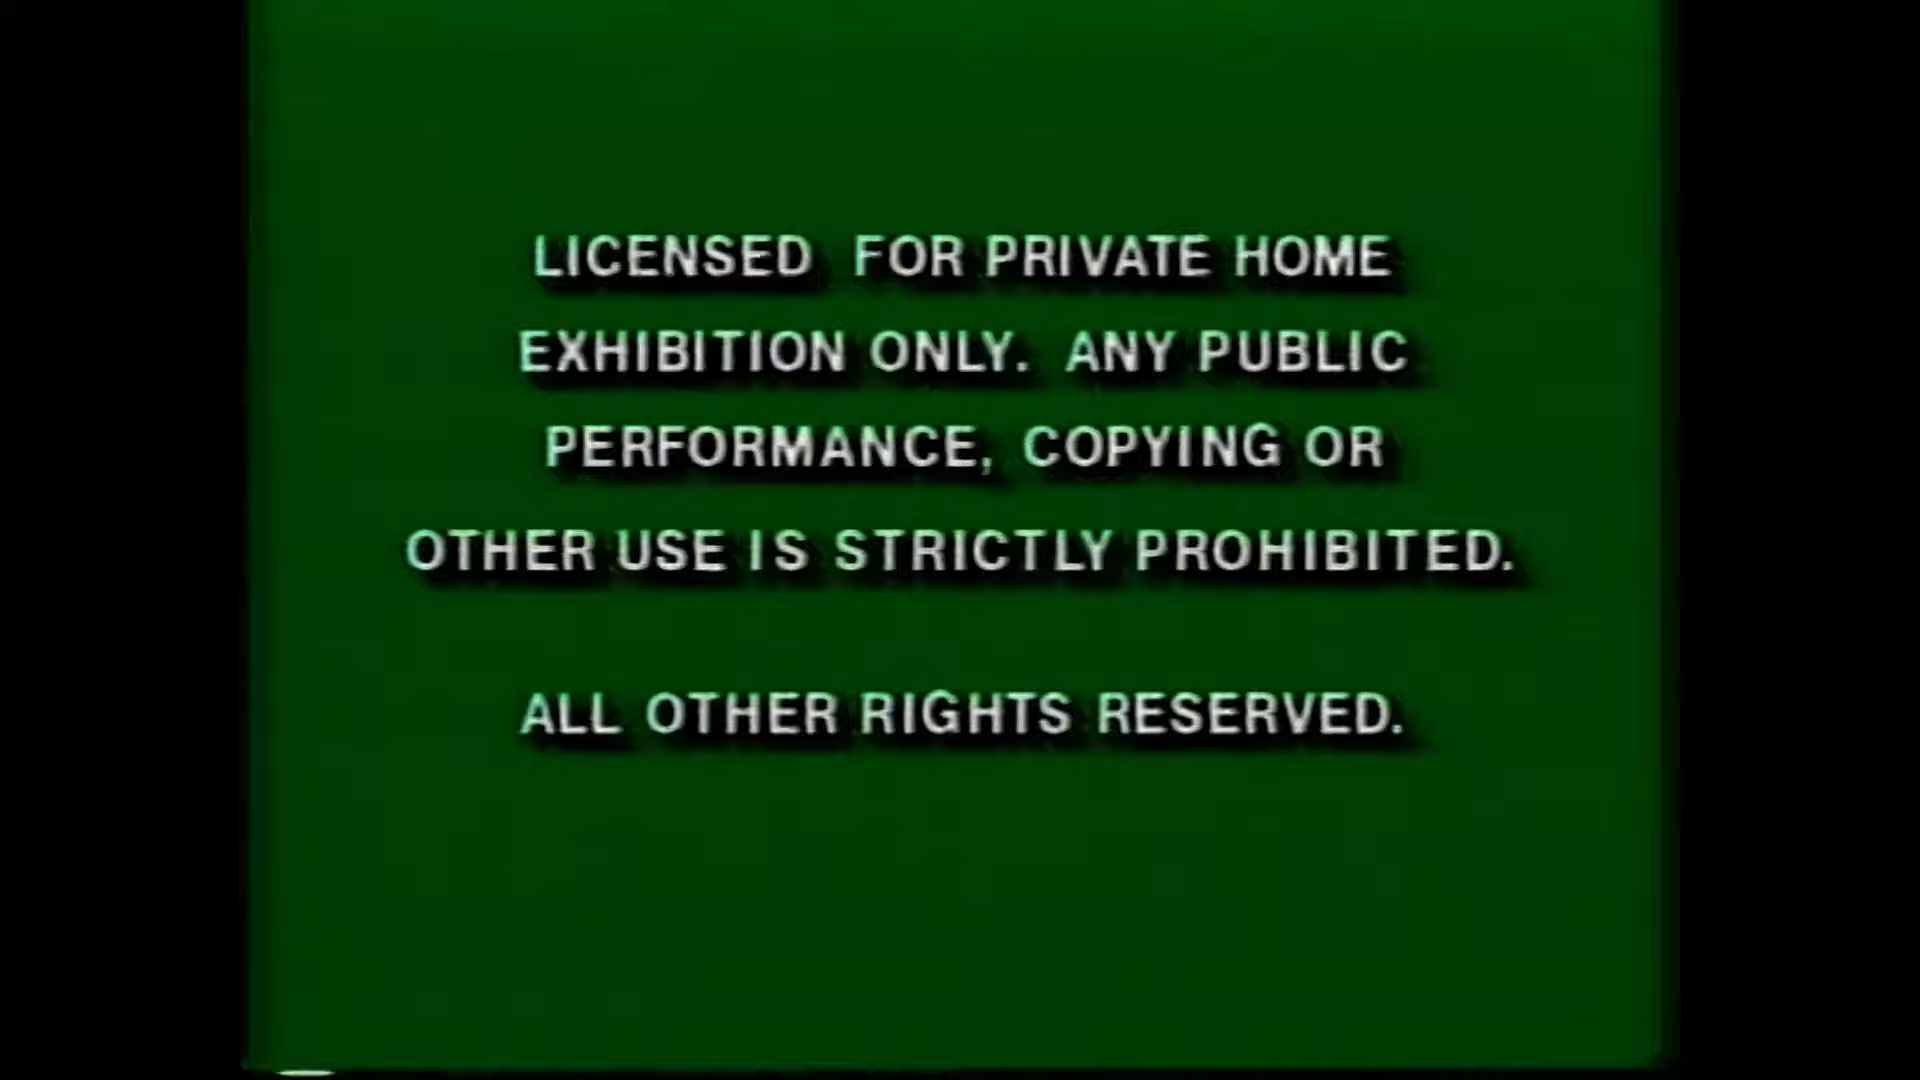 LICENSED FOR PRIVATE HOME
EXHIBITION ONLY. ANY PUBLIC
PERFORMANCE, COPYING OR
OTHER USE IS STRICTLY PROHIBITED.
ALL OTHER RIGHTS RESERVED.